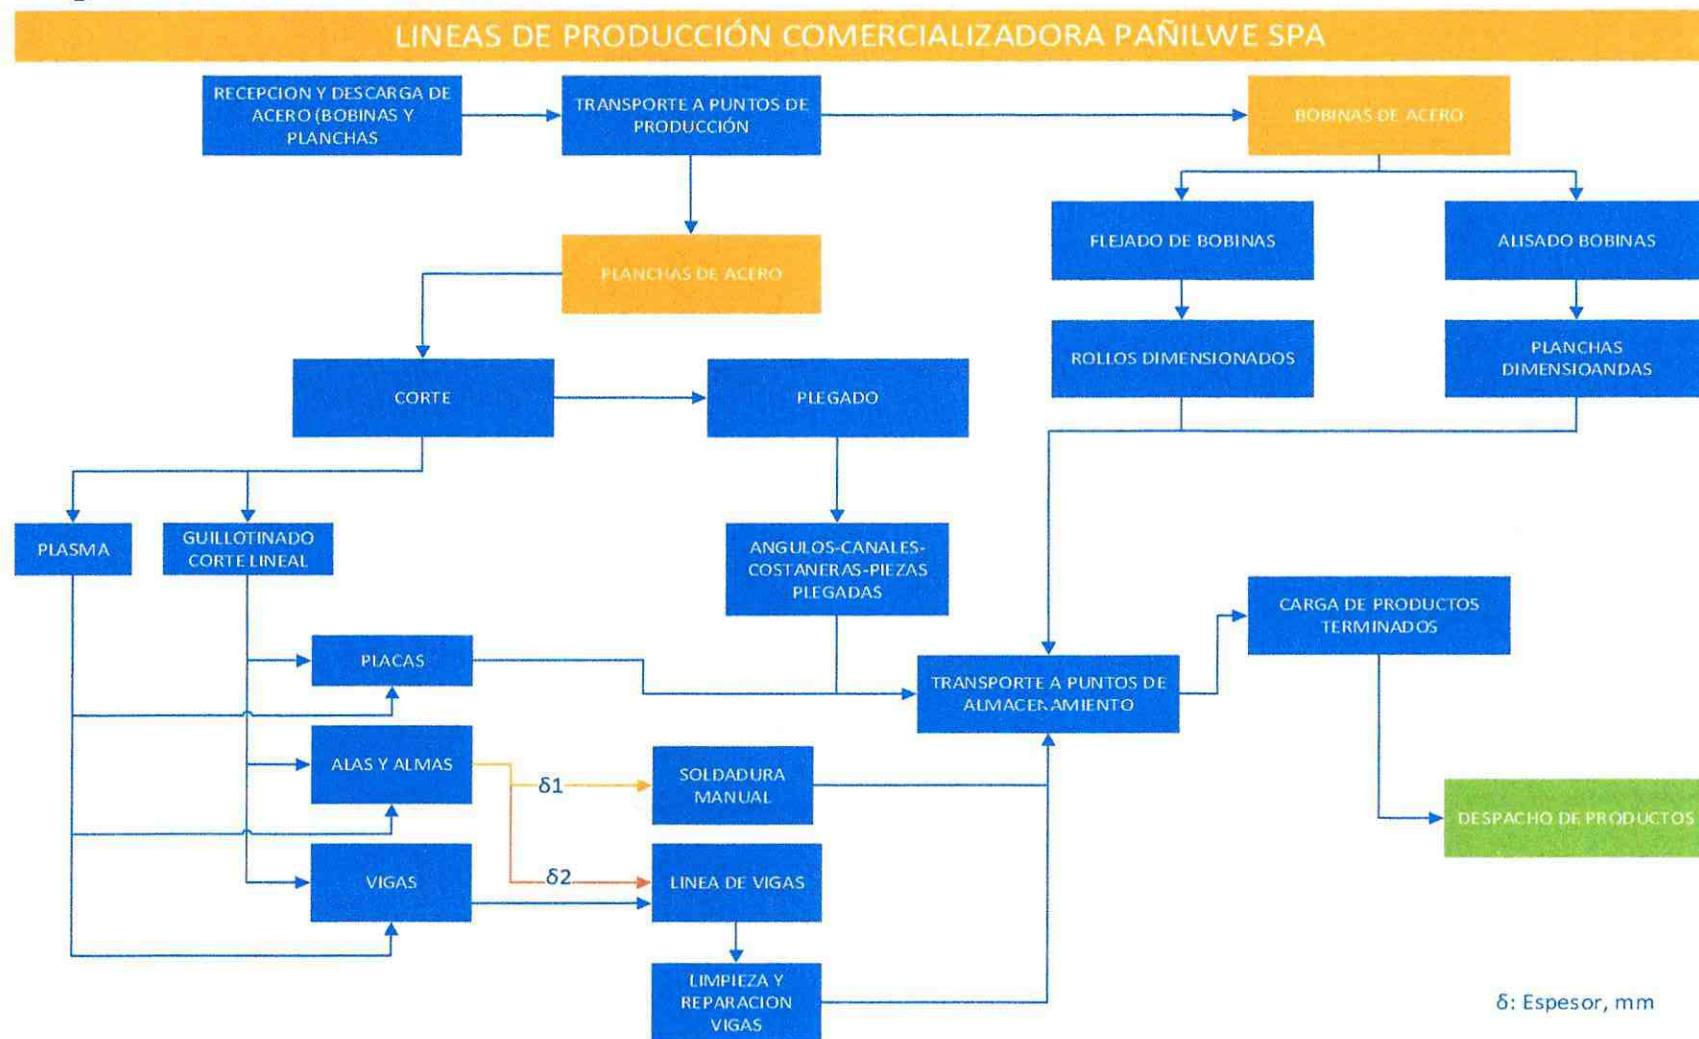 LINEAS DE PRODUCCIÓN COMERCIALIZADORA PAÑILWE SPA
RECEPCION Y DESCARGA DE
ACERO (BOBINAS Y
PLANCHAS
TRANSPORTE A PUNTOS DE
PRODUCCIÓN
BOBINAS DE ACERO
FLEJADO DE BOBINAS
ALISADO BOBINAS
PLANCHAS DE ACERO
ROLLOS DIMENSIONADOS
PLANCHAS
DIMENSIOANDAS
CORTE
PLEGADO
PLASMA
GUILLOTINADO
CORTE LINEAL
ANGULOS-CANALES-
COSTANERAS-PIEZAS
PLEGADAS
CARGA DE PRODUCTOS
TERMINADOS
PLACAS
TRANSPORTE A PUNTOS DE
ALMACENAMIENTO
ALAS Y ALMAS
δ1
SOLDADURA
MANUAL
DESPACHO DE PRODUCTOS
VIGAS
δ2
LINEA DE VIGAS
LIMPIEZA Y
REPARACION
VIGAS
δ: Espesor, mm